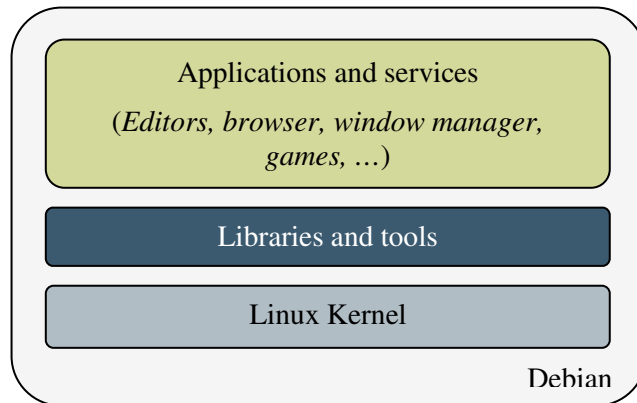 Applications and services
(Editors, browser, window manager,
games, …)
Libraries and tools
Linux Kernel
Debian